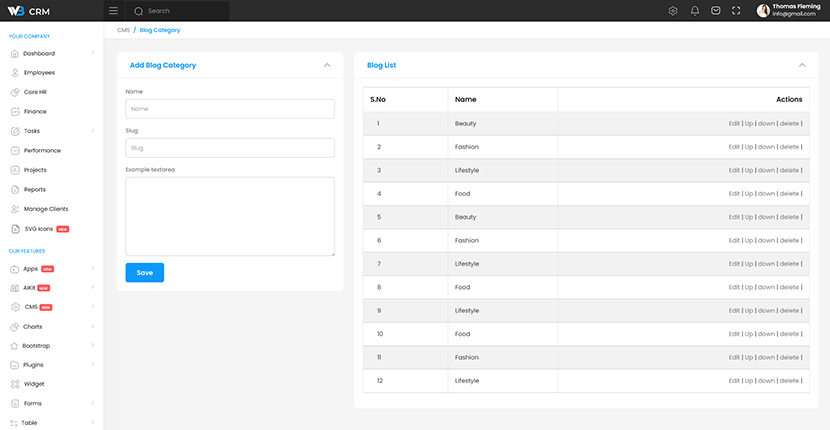 W3 CRM
Search
Thomas Fleming
info@gmail.com
YOUR COMPANY
Dashboard
Employees
Core HR
Finance
Tasks
Performance
Projects
Reports
Manage Clients
SVG Icons NEW
OUR FEATURES
Apps NEW
AIKit NEW
CMS NEW
Charts
Bootstrap
Plugins
Widget
Forms
Table
CMS / Blog Category
Add Blog Category
Name
Name
Slug
Slug
Example textarea
Save
Blog List
S.No Name Actions
1 Beauty Edit | Up | down | delete |
2 Fashion Edit | Up | down | delete |
3 Lifestyle Edit | Up | down | delete |
4 Food Edit | Up | down | delete |
5 Beauty Edit | Up | down | delete |
6 Fashion Edit | Up | down | delete |
7 Lifestyle Edit | Up | down | delete |
8 Food Edit | Up | down | delete |
9 Lifestyle Edit | Up | down | delete |
10 Food Edit | Up | down | delete |
11 Fashion Edit | Up | down | delete |
12 Lifestyle Edit | Up | down | delete |